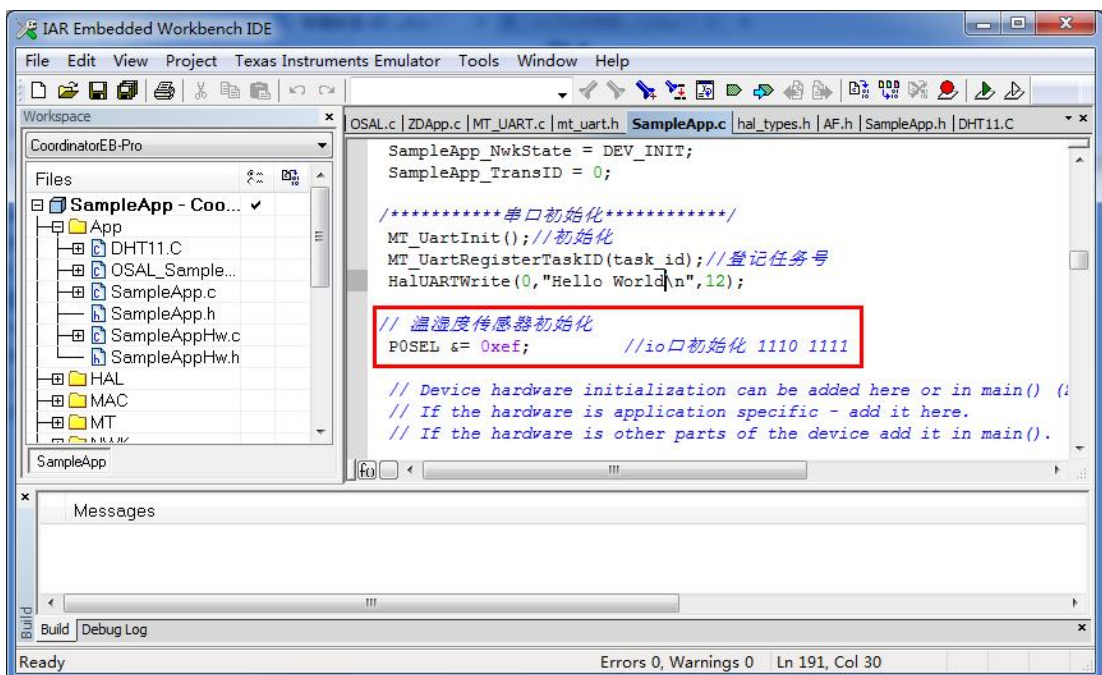 IAR Embedded Workbench IDE
File Edit View Project Texas Instruments Emulator Tools Window Help
Workspace
CoordinatorEB-Pro
Files
SampleApp - Coo...
App
DHT11.C
OSAL_Sample...
SampleApp.c
SampleApp.h
SampleAppHw.c
SampleAppHw.h
HAL
MAC
MT
NWK
SampleApp
OSAL.c | ZDApp.c | MT_UART.c | mt_uart.h SampleApp.c hal_types.h | AF.h | SampleApp.h | DHT11.C
SampleApp_NwkState = DEV_INIT;
SampleApp_TransID = 0;
/***********串口初始化************/
MT_UartInit();//初始化
MT_UartRegisterTaskID(task_id);//登记任务号
HalUARTWrite(0,"Hello World\n",12);
// 温湿度传感器初始化
P0SEL &= 0xef; //io口初始化 1110 1111
// Device hardware initialization can be added here or in main() (
// If the hardware is application specific - add it here.
// If the hardware is other parts of the device add it in main().
Messages
Build
Build Debug Log
Ready Errors 0, Warnings 0 Ln 191, Col 30